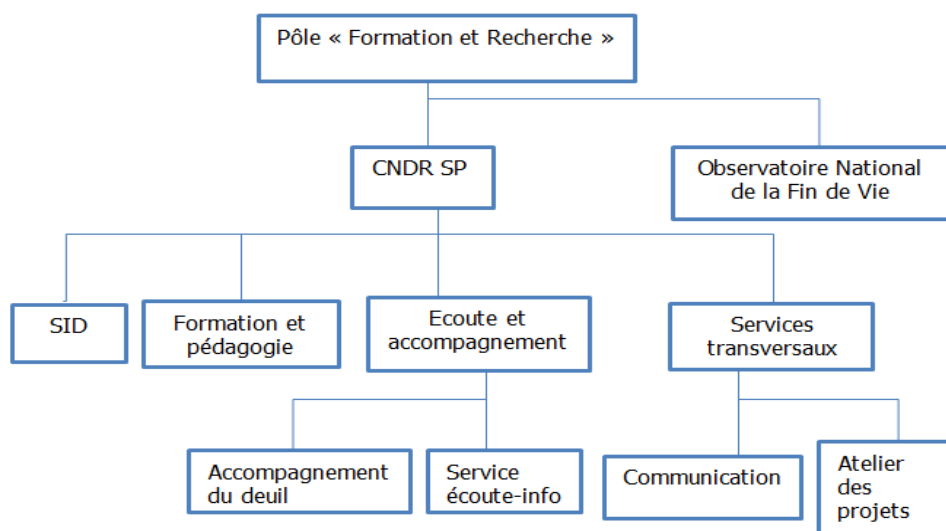 Pôle « Formation et Recherche »
CNDR SP
Observatoire National
de la Fin de Vie
SID
Formation et
pédagogie
Ecoute et
accompagnement
Services
transversaux
Accompagnement
du deuil
Service
écoute-info
Communication
Atelier
des
projets